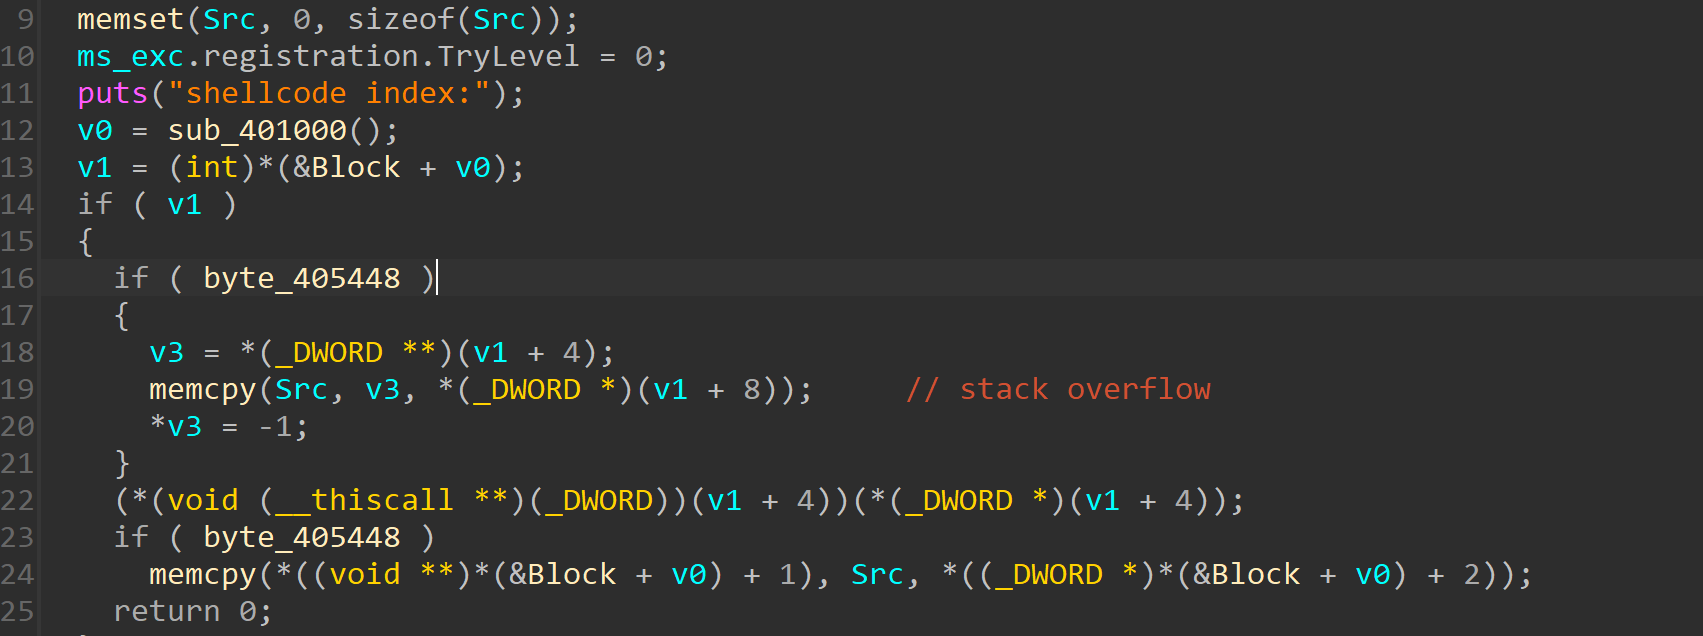 9 memset(Src, 0, sizeof(Src));
10 ms_exc.registration.TryLevel = 0;
11 puts("shellcode index:");
12 v0 = sub_401000();
13 v1 = (int)*(&Block + v0);
14 if ( v1 )
15 {
16 if ( byte_405448 )
17 {
18 v3 = *(_DWORD **)(v1 + 4);
19 memcpy(Src, v3, *(_DWORD *)(v1 + 8)); // stack overflow
20 *v3 = -1;
21 }
22 (*(void (__thiscall **)(_DWORD))(v1 + 4))(*(_DWORD *)(v1 + 4));
23 if ( byte_405448 )
24 memcpy(*((void **)*(&Block + v0) + 1), Src, *((_DWORD *)*(&Block + v0) + 2));
25 return 0;